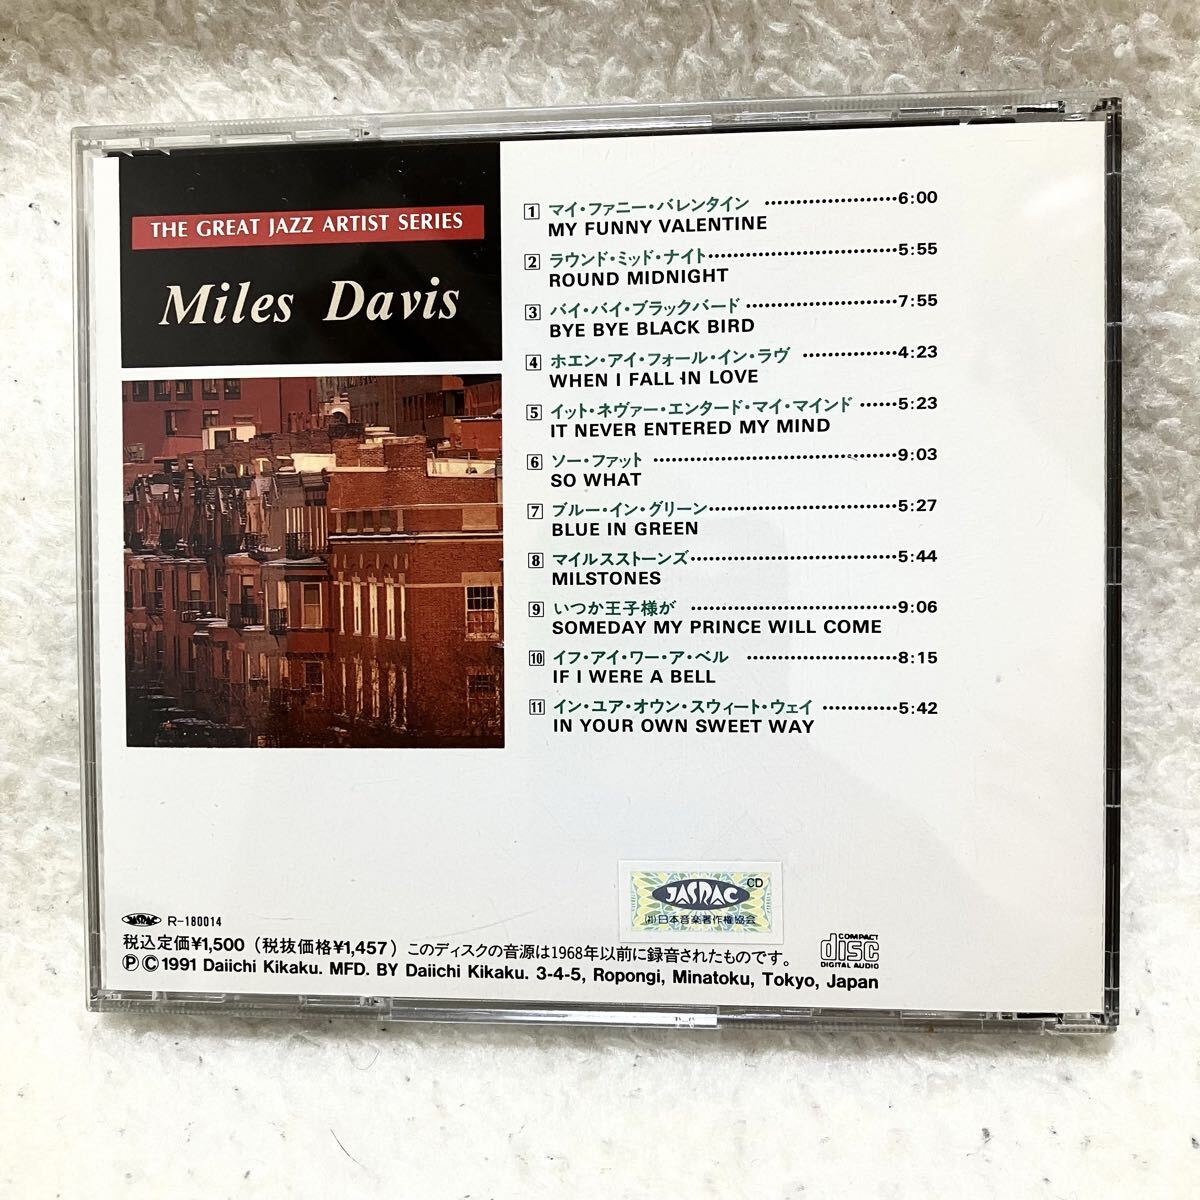 THE GREAT JAZZ ARTIST SERIES
Miles Davis
1 マイ・ファニー・バレンタイン ……………………6:00
MY FUNNY VALENTINE
2 ラウンド・ミッド・ナイト……………………………5:55
ROUND MIDNIGHT
3 バイ・バイ・ブラックバード ………………………7:55
BYE BYE BLACK BIRD
4 ホエン・アイ・フォール・イン・ラヴ ………………4:23
WHEN I FALL IN LOVE
5 イット・ネヴァー・エンタード・マイ・マインド ……5:23
IT NEVER ENTERED MY MIND
6 ソー・ファット ………………………………………9:03
SO WHAT
7 ブルー・イン・グリーン………………………………5:27
BLUE IN GREEN
8 マイルスストーンズ……………………………………5:44
MILSTONES
9 いつか王子様が ………………………………………9:06
SOMEDAY MY PRINCE WILL COME
10 イフ・アイ・ワー・ア・ベル ………………………8:15
IF I WERE A BELL
11 イン・ユア・オウン・スウィート・ウェイ …………5:42
IN YOUR OWN SWEET WAY
JASRAC CD
(社)日本音楽著作権協会
JASRAC R-180014
税込定価¥1,500（税抜価格¥1,457）このディスクの音源は1968年以前に録音されたものです。
COMPACT disc DIGITAL AUDIO
Ⓟ Ⓒ 1991 Daiichi Kikaku. MFD. BY Daiichi Kikaku. 3-4-5, Ropongi, Minatoku, Tokyo, Japan